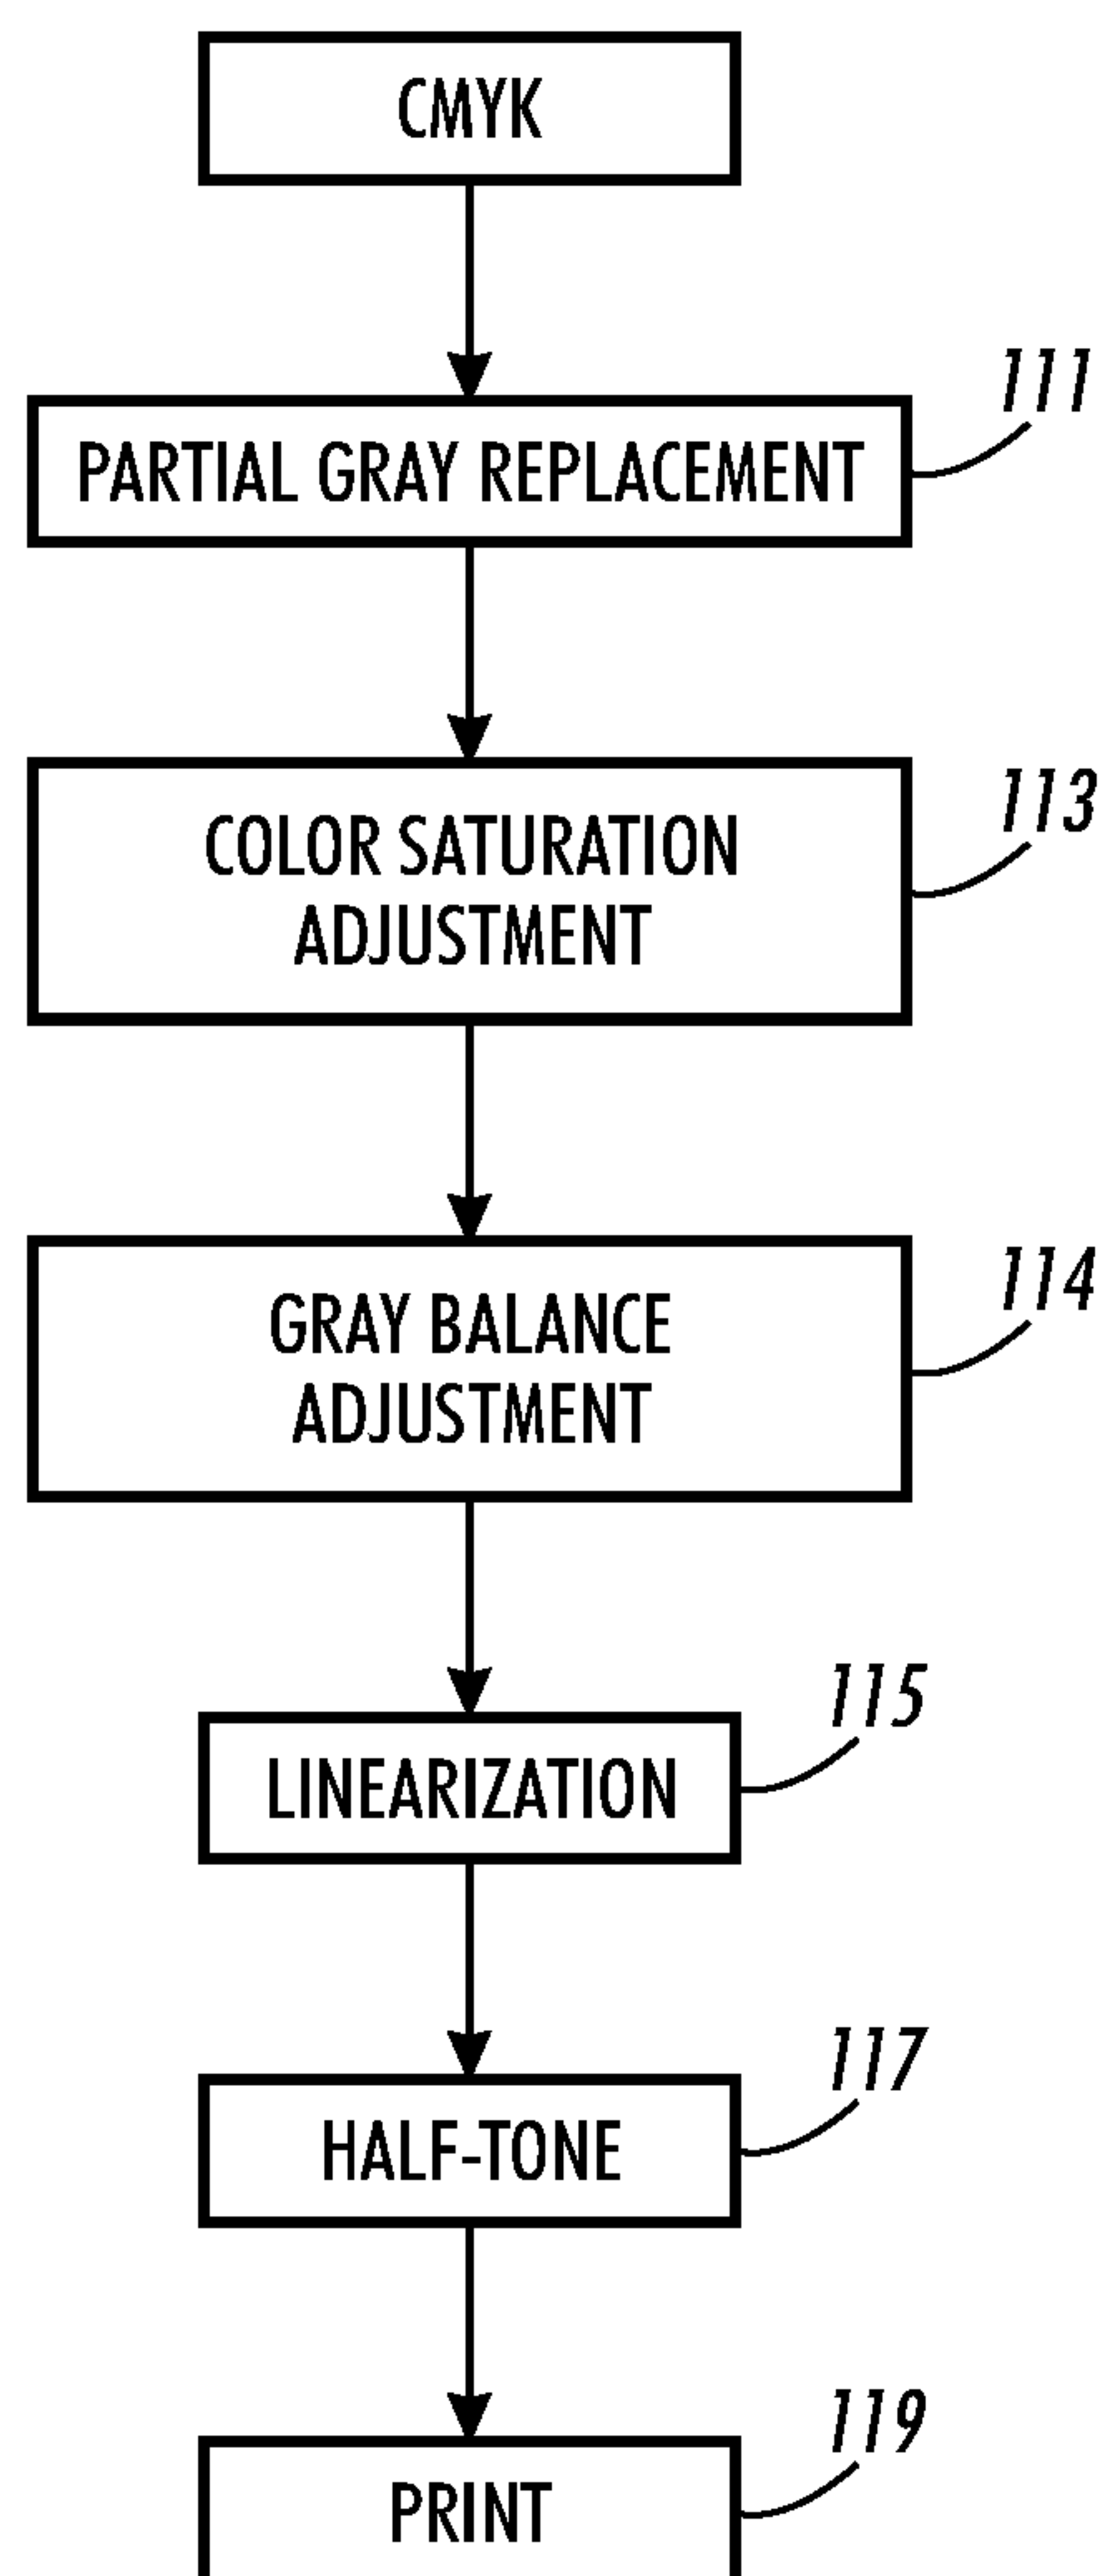 CMYK
111
PARTIAL GRAY REPLACEMENT
113
COLOR SATURATION
ADJUSTMENT
114
GRAY BALANCE
ADJUSTMENT
115
LINEARIZATION
117
HALF-TONE
119
PRINT